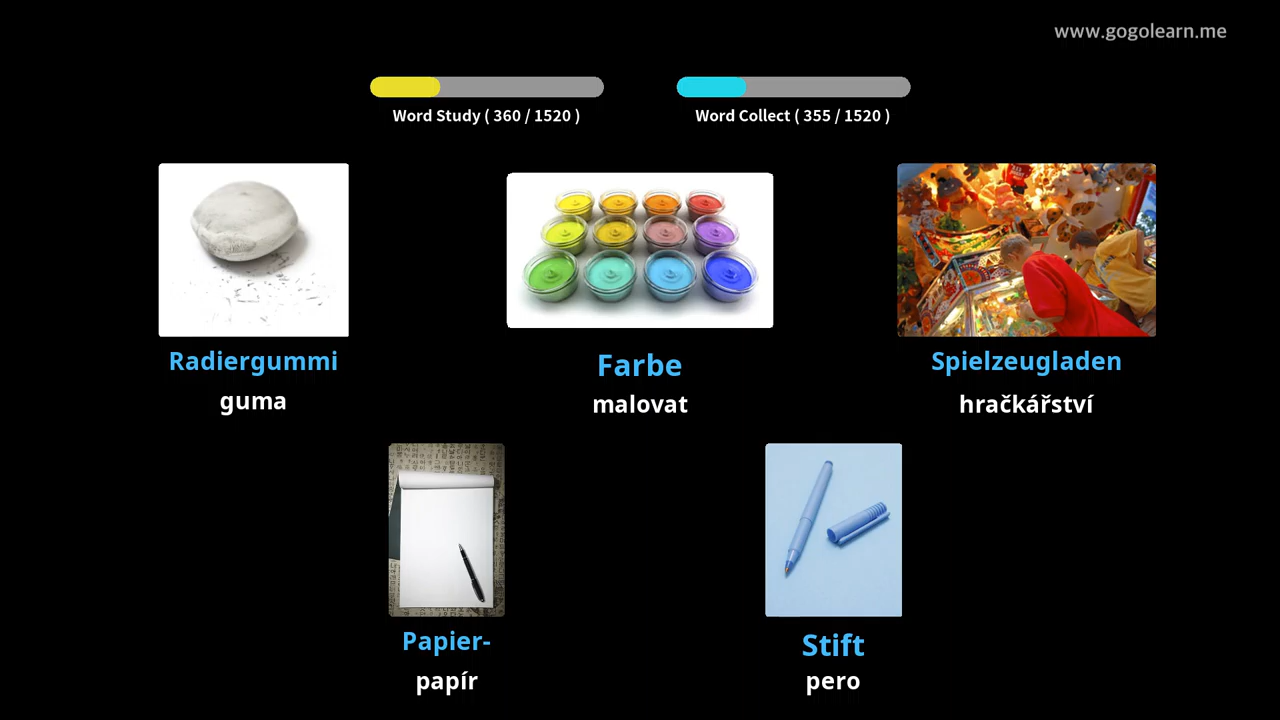 www.gogolearn.me
Word Study ( 360 / 1520 )
Word Collect ( 355 / 1520 )
Radiergummi
guma
Farbe
malovat
Spielzeugladen
hračkářství
Papier-
papír
Stift
pero